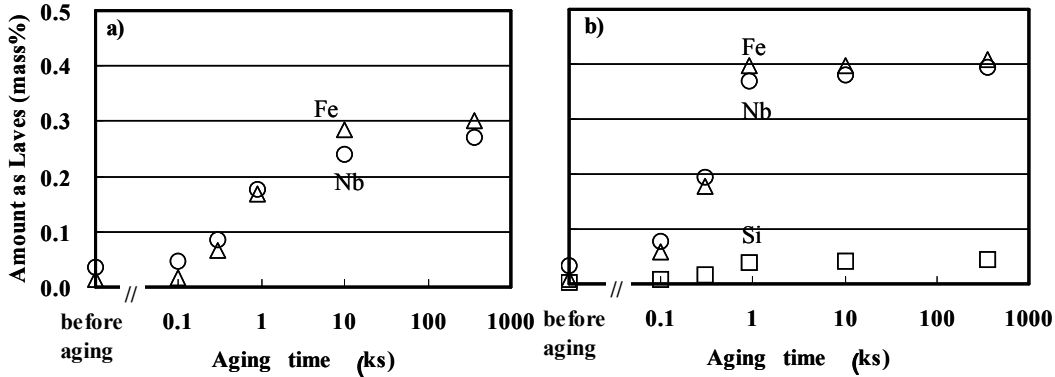 Amount as Laves (mass%)
0.5
0.4
0.3
0.2
0.1
0.0
a)
Fe
Nb
before aging
//
0.1
1
10
100
1000
Aging time (ks)
b)
Fe
Nb
Si
before aging
//
0.1
1
10
100
1000
Aging time (ks)